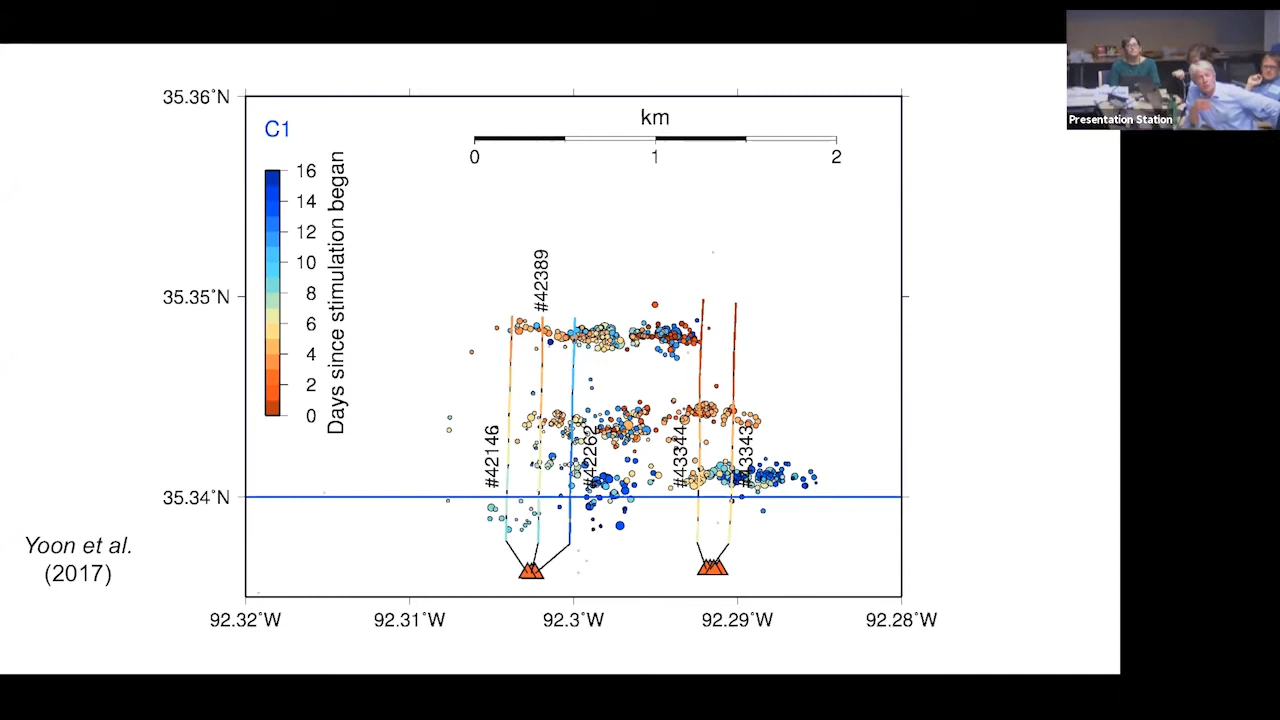 Presentation Station
C1
km
0 1 2
16
14
12
10
8
6
4
2
0
Days since stimulation began
35.36°N
35.35°N
35.34°N
#42389
#42146
#42262
#43344
#43343
92.32°W 92.31°W 92.3°W 92.29°W 92.28°W
Yoon et al.
(2017)